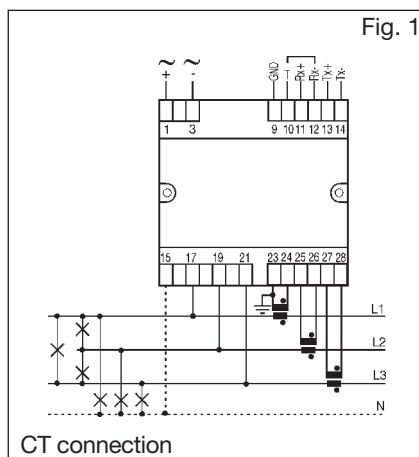 Fig. 1
~ ~
+ -
GND T Rx+ Rx- Tx+ Tx-
1 3 9 10 11 12 13 14
15 17 19 21 23 24 25 26 27 28
L1
L2
L3
N
CT connection